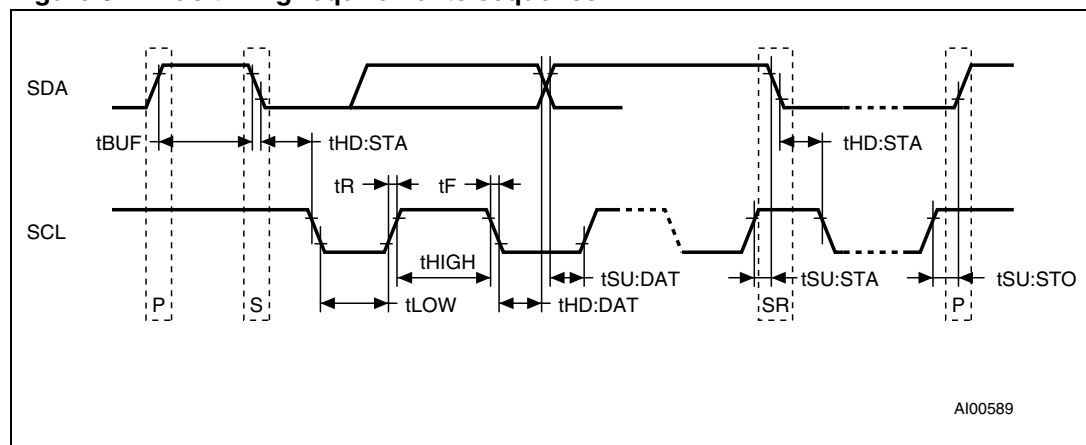 SDA
tBUF
tHD:STA
tHD:STA
tR
tF
SCL
tHIGH
tSU:DAT
tSU:STA
tSU:STO
P
S
tLOW
tHD:DAT
SR
P
AI00589